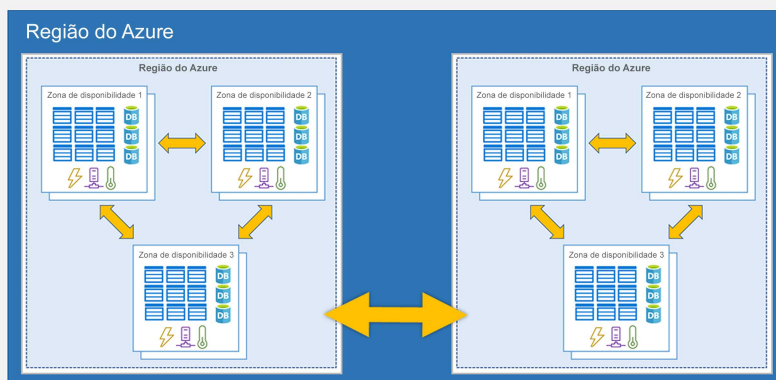 Região do Azure
Região do Azure
Zona de disponibilidade 1
DB
DB
DB
Zona de disponibilidade 2
DB
DB
DB
Zona de disponibilidade 3
DB
DB
DB
Região do Azure
Zona de disponibilidade 1
DB
DB
DB
Zona de disponibilidade 2
DB
DB
DB
Zona de disponibilidade 3
DB
DB
DB